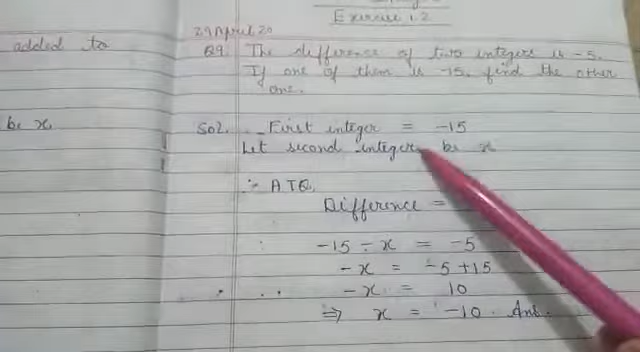 Exercise 1.2
29 April 20
added to
Q9. The difference of two integers is -5.
If one of them is -15, find the other
one.
be x.
Sol. First integer = -15
Let second integer be x
∴ ATQ,
Difference =
-15 - x = -5
-x = -5 + 15
-x = 10
⇒ x = -10. Ans.